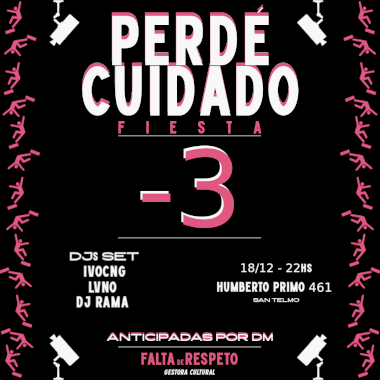 PERDÉ
CUIDADO
FIESTA
-3
DJs SET
IVOCNG
LVNO
DJ RAMA
18/12 - 22HS
HUMBERTO PRIMO 461
SAN TELMO
ANTICIPADAS POR DM
FALTA DE RESPETO
GESTORA CULTURAL